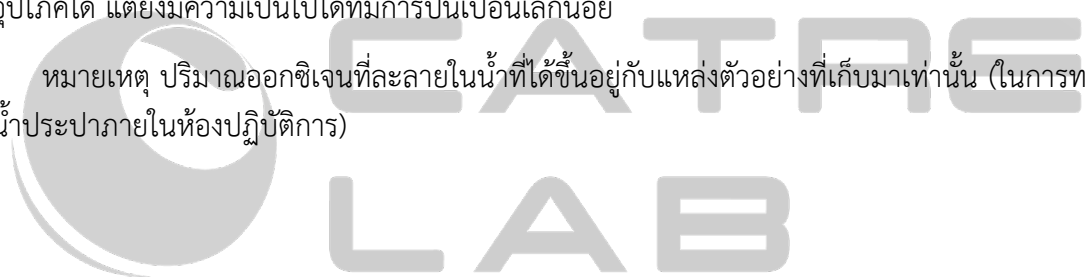 อุปโภคได้ แต่ยังมีความเป็นไปได้ที่มีการปนเปื้อนเล็กน้อย
หมายเหตุ ปริมาณออกซิเจนที่ละลายในน้ำที่ได้ขึ้นอยู่กับแหล่งตัวอย่างที่เก็บมาเท่านั้น (ในการท
น้ำประปาภายในห้องปฏิบัติการ)
CATRE
LAB